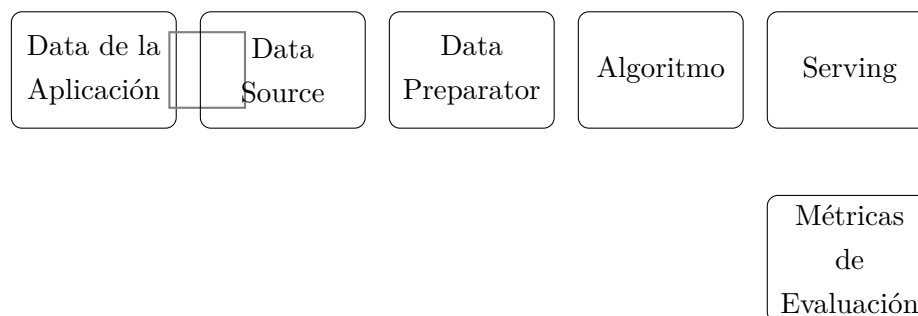 Data de la
Aplicación
Data
Source
Data
Preparator
Algoritmo
Serving
Métricas
de
Evaluación